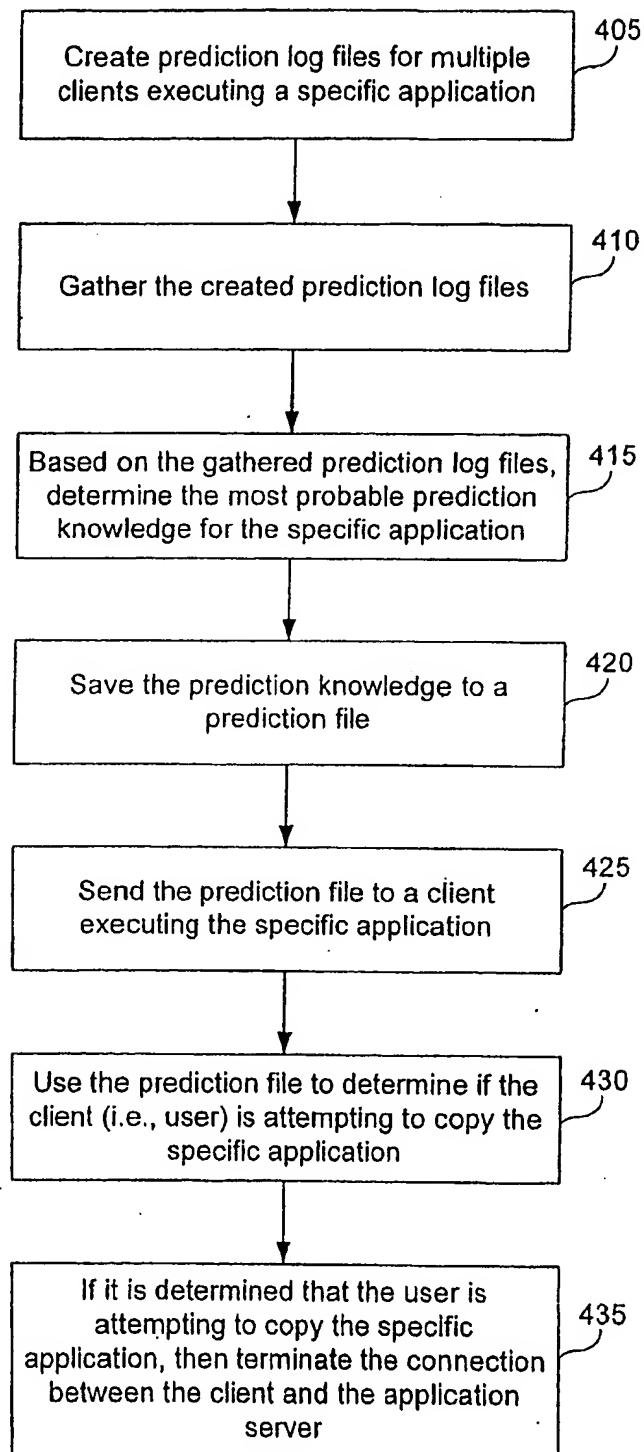 405
Create prediction log files for multiple
clients executing a specific application
410
Gather the created prediction log files
Based on the gathered prediction log files,
determine the most probable prediction
knowledge for the specific application
415
Save the prediction knowledge to a
prediction file
420
Send the prediction file to a client
executing the specific application
425
Use the prediction file to determine if the
client (i.e., user) is attempting to copy the
specific application
430
If it is determined that the user is
attempting to copy the specific
application, then terminate the connection
between the client and the application
server
435